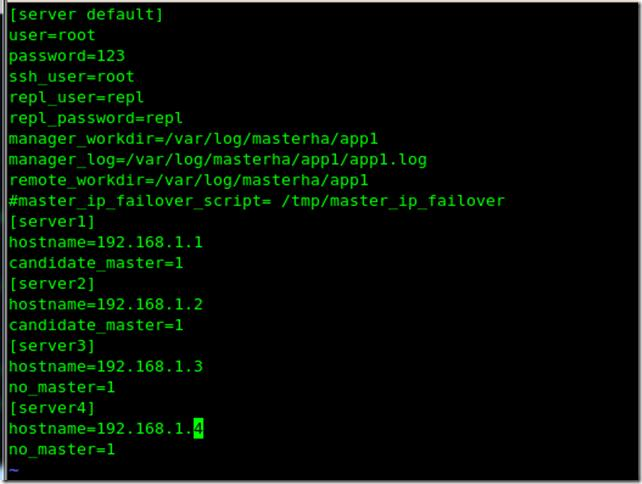 [server default]
user=root
password=123
ssh_user=root
repl_user=repl
repl_password=repl
manager_workdir=/var/log/masterha/app1
manager_log=/var/log/masterha/app1/app1.log
remote_workdir=/var/log/masterha/app1
#master_ip_failover_script= /tmp/master_ip_failover
[server1]
hostname=192.168.1.1
candidate_master=1
[server2]
hostname=192.168.1.2
candidate_master=1
[server3]
hostname=192.168.1.3
no_master=1
[server4]
hostname=192.168.1.4
no_master=1
~